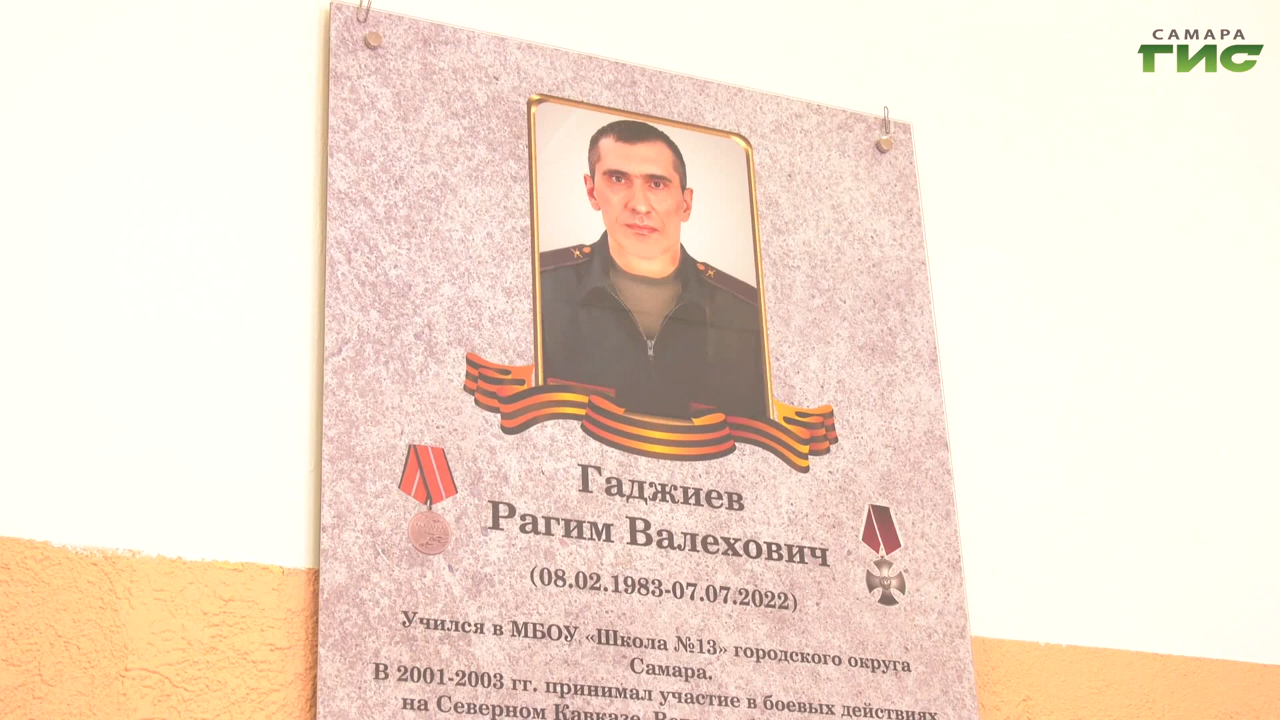 САМАРА
ГИС
Гаджиев
Рагим Валехович
(08.02.1983-07.07.2022)
Учился в МБОУ «Школа №13» городского округа
Самара.
В 2001-2003 гг. принимал участие в боевых действиях
на Северном Кавказе.